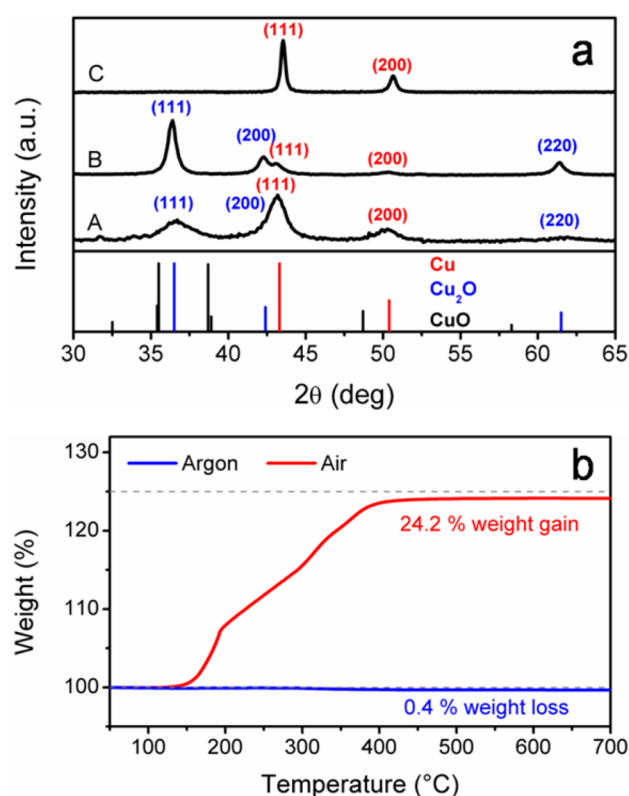 a
(111)
(200)
C
(111)
(200)
(111)
(200)
(220)
B
(111)
(200)
(111)
(200)
(220)
A
Cu
Cu₂O
CuO
30 35 40 45 50 55 60 65
2θ (deg)
Intensity (a.u.)
b
Argon Air
130
120
110
100
24.2 % weight gain
0.4 % weight loss
100 200 300 400 500 600 700
Temperature (°C)
Weight (%)